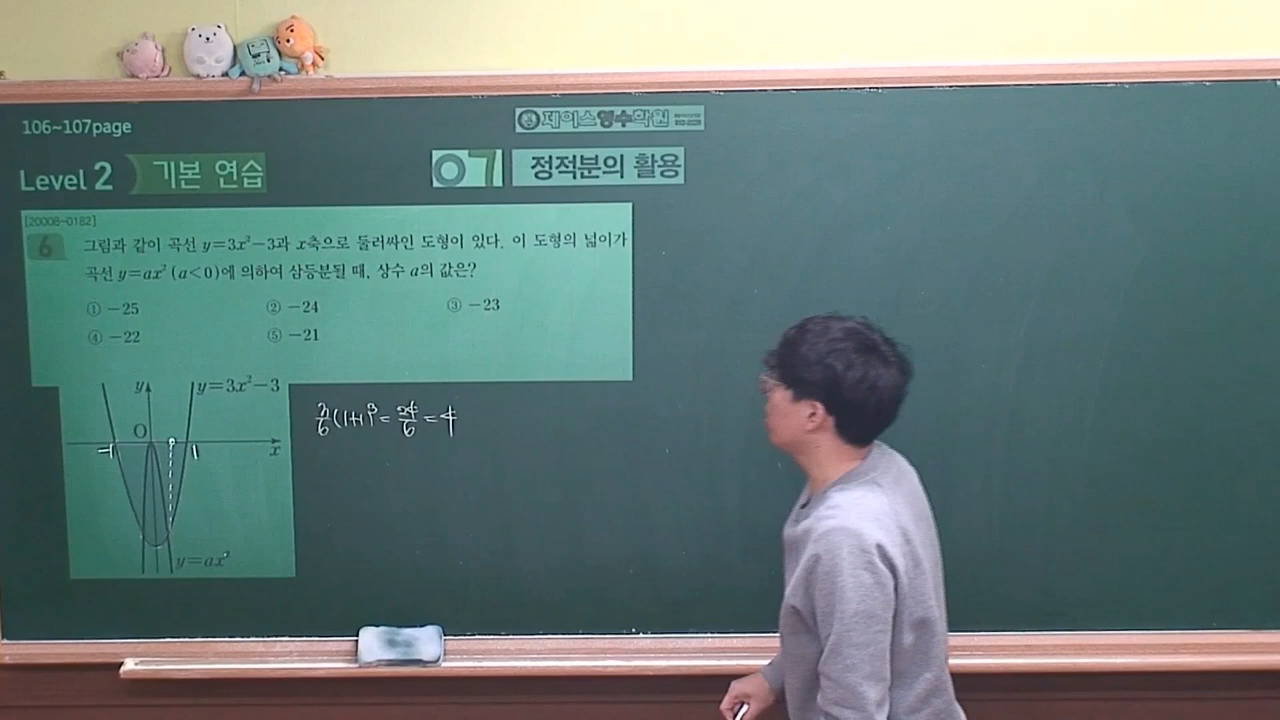 106~107page
제이스영수학원
Level 2 기본 연습
07 정적분의 활용
[20008-0182]
6 그림과 같이 곡선 y=3x²-3과 x축으로 둘러싸인 도형이 있다. 이 도형의 넓이가
곡선 y=ax² (a<0)에 의하여 삼등분될 때, 상수 a의 값은?
① -25 ② -24 ③ -23
④ -22 ⑤ -21
y y=3x²-3
O
-1 1 x
y=ax²
3/6(1+1)³=24/6=4